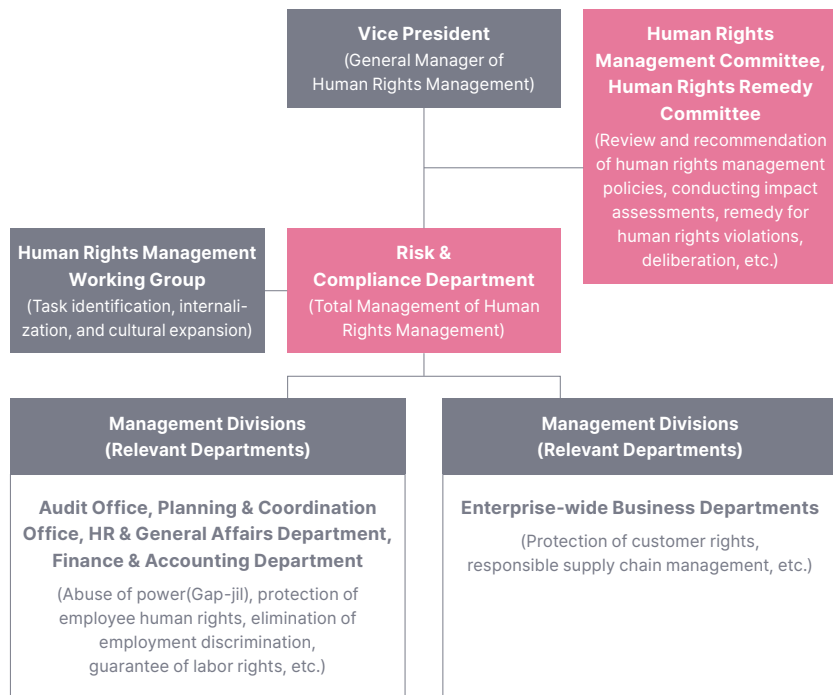 Vice President
(General Manager of
Human Rights Management)
Human Rights
Management Committee,
Human Rights Remedy
Committee
(Review and recommendation
of human rights management
policies, conducting impact
assessments, remedy for
human rights violations,
deliberation, etc.)
Human Rights Management
Working Group
(Task identification, internali-
zation, and cultural expansion)
Risk &
Compliance Department
(Total Management of Human
Rights Management)
Management Divisions
(Relevant Departments)
Audit Office, Planning & Coordination
Office, HR & General Affairs Department,
Finance & Accounting Department
(Abuse of power(Gap-jil), protection of
employee human rights, elimination of
employment discrimination,
guarantee of labor rights, etc.)
Management Divisions
(Relevant Departments)
Enterprise-wide Business Departments
(Protection of customer rights,
responsible supply chain management, etc.)